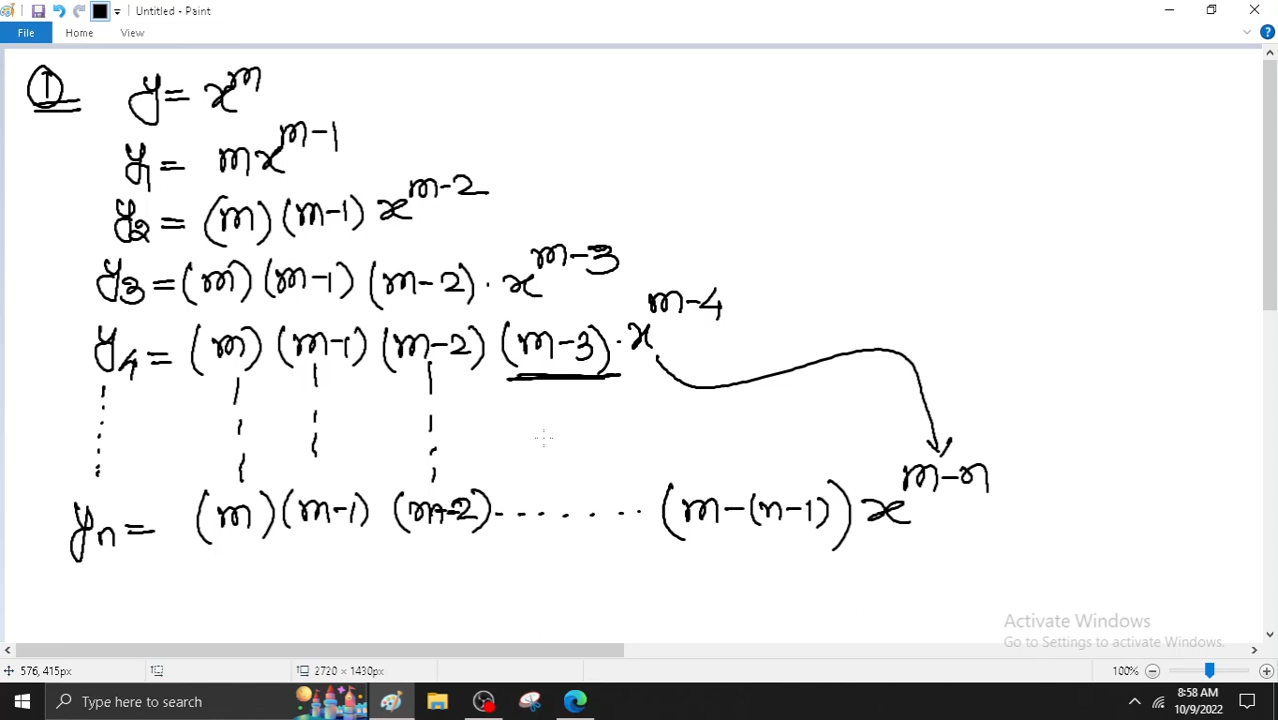 Untitled - Paint
File Home View
① y = x^m
y₁ = mx^{m-1}
y₂ = (m)(m-1) x^{m-2}
y₃ = (m)(m-1)(m-2) · x^{m-3}
y₄ = (m)(m-1)(m-2)(m-3) · x^{m-4}
yₙ = (m)(m-1)(m-2) ........ (m-(n-1)) x^{m-n}
Activate Windows
Go to Settings to activate Windows.
576, 415px 2720 × 1430px 100%
Type here to search
8:58 AM
10/9/2022